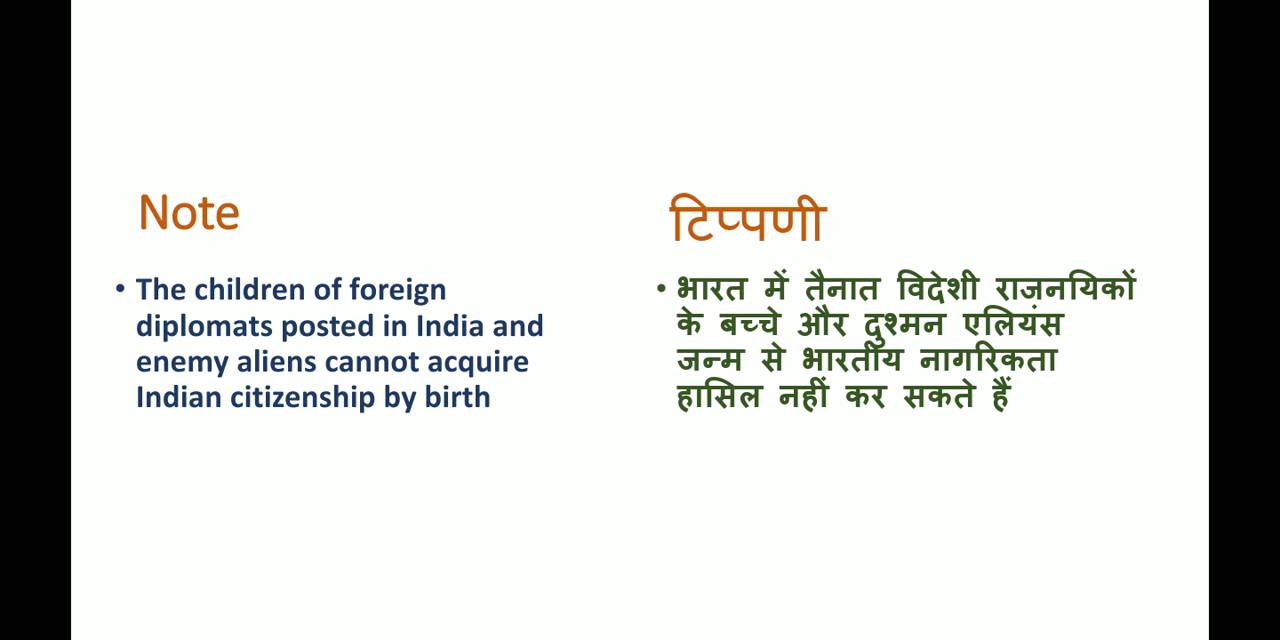 Note
• The children of foreign
diplomats posted in India and
enemy aliens cannot acquire
Indian citizenship by birth
टिप्पणी
• भारत में तैनात विदेशी राजनयिकों
के बच्चे और दुश्मन एलियंस
जन्म से भारतीय नागरिकता
हासिल नहीं कर सकते हैं